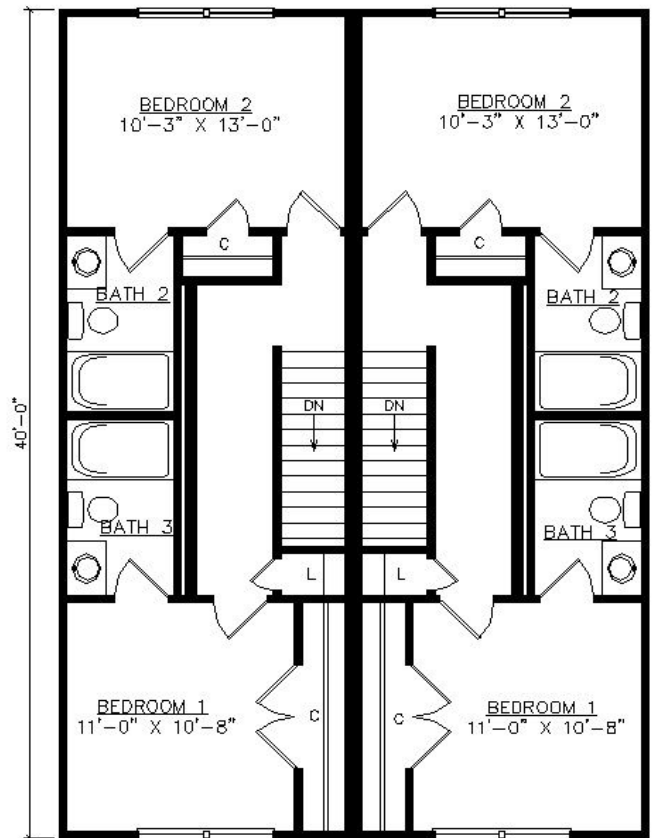 BEDROOM 2
10'-3" X 13'-0"
BEDROOM 2
10'-3" X 13'-0"
C
C
BATH 2
BATH 2
40'-0"
DN
DN
BATH 3
BATH 3
L
L
BEDROOM 1
11'-0" X 10'-8"
C
C
BEDROOM 1
11'-0" X 10'-8"